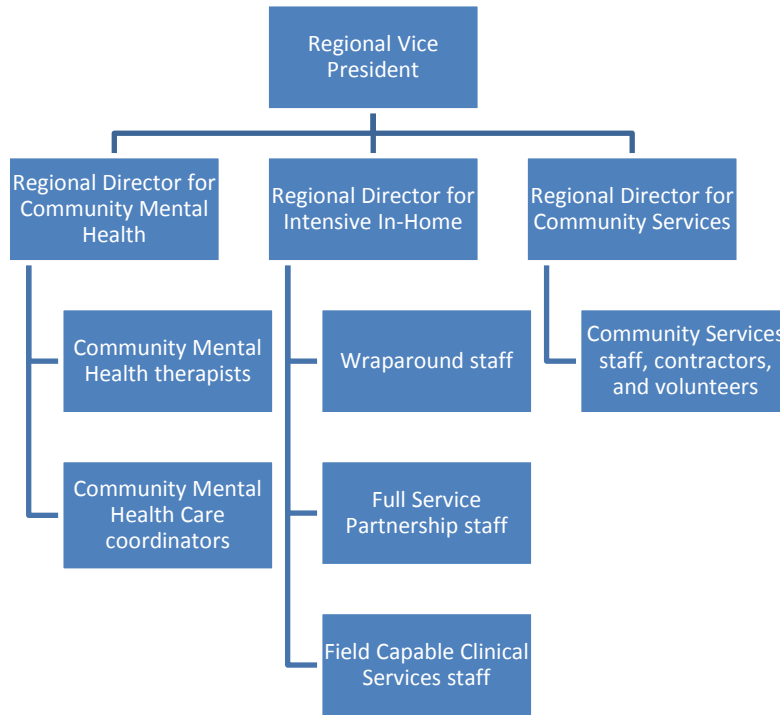 Regional Vice
President
Regional Director for
Community Mental
Health
Regional Director for
Intensive In-Home
Regional Director for
Community Services
Community Mental
Health therapists
Wraparound staff
Community Services
staff, contractors,
and volunteers
Community Mental
Health Care
coordinators
Full Service
Partnership staff
Field Capable Clinical
Services staff